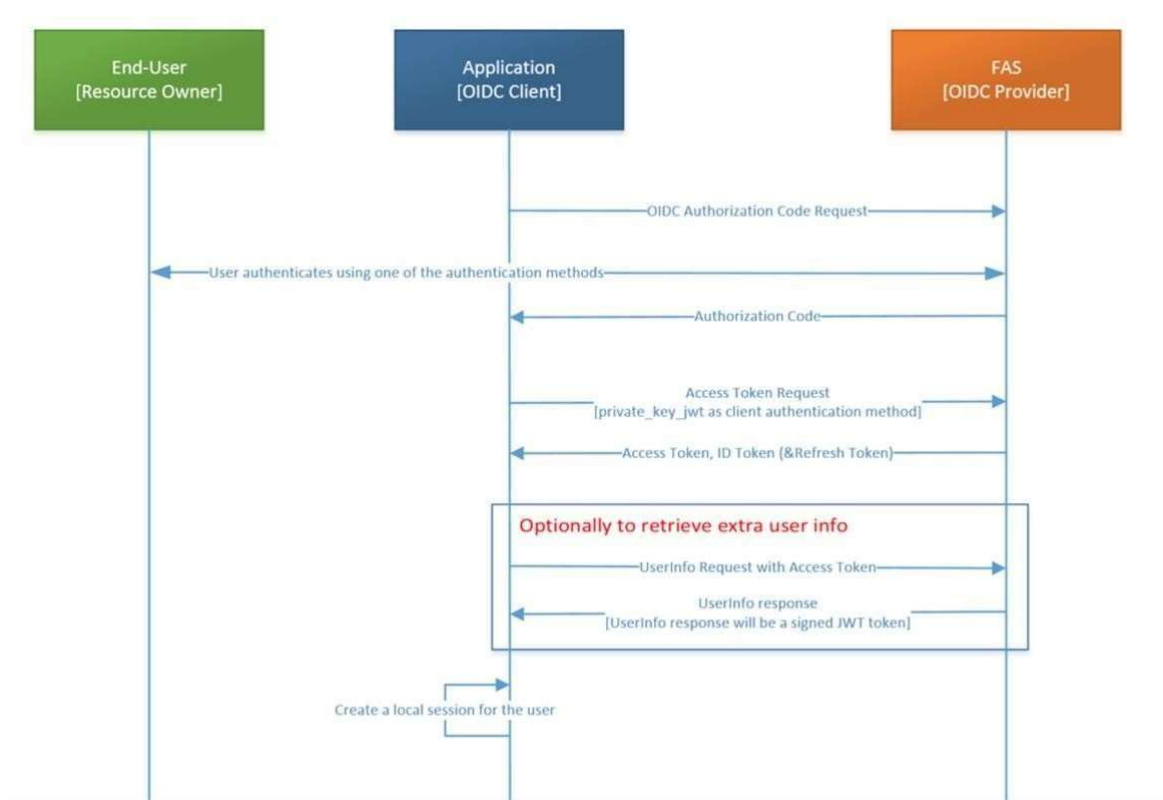 End-User
[Resource Owner]
Application
[OIDC Client]
FAS
[OIDC Provider]
OIDC Authorization Code Request
User authenticates using one of the authentication methods
Authorization Code
Access Token Request
[private_key_jwt as client authentication method]
Access Token, ID Token (&Refresh Token)
Optionally to retrieve extra user info
UserInfo Request with Access Token
UserInfo response
[UserInfo response will be a signed JWT token]
Create a local session for the user